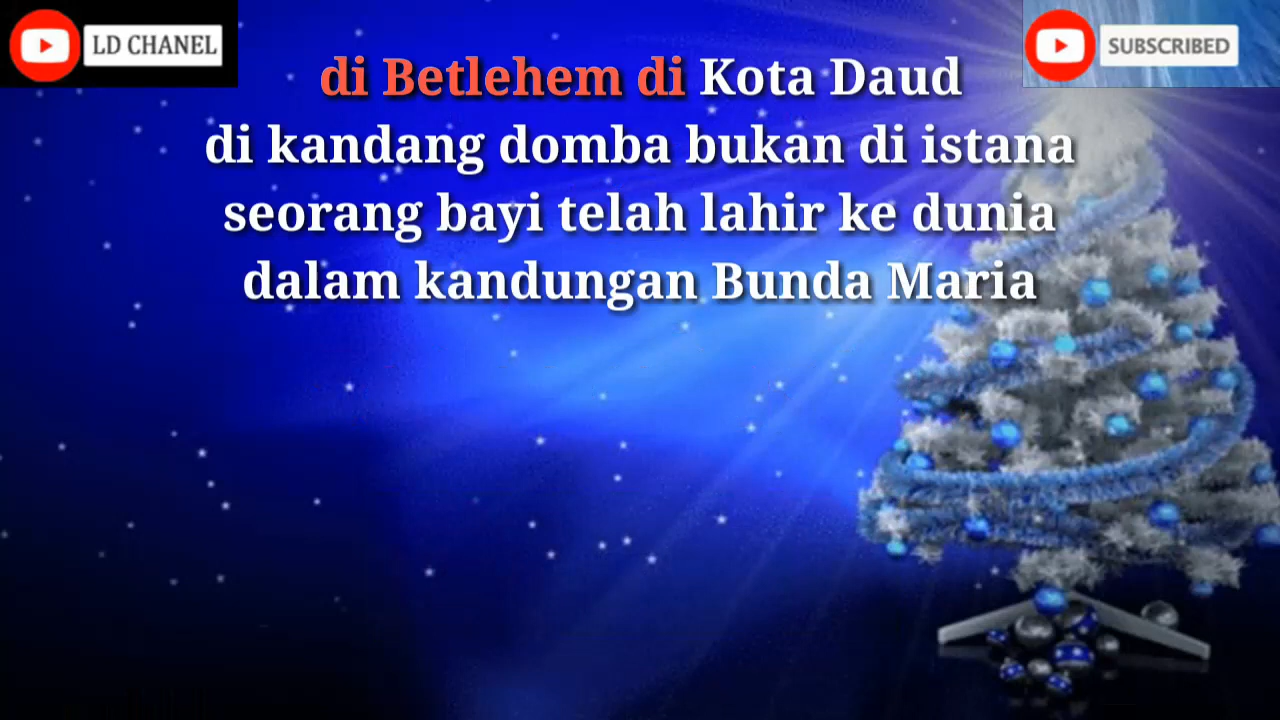 LD CHANEL
SUBSCRIBED
di Betlehem di Kota Daud
di kandang domba bukan di istana
seorang bayi telah lahir ke dunia
dalam kandungan Bunda Maria